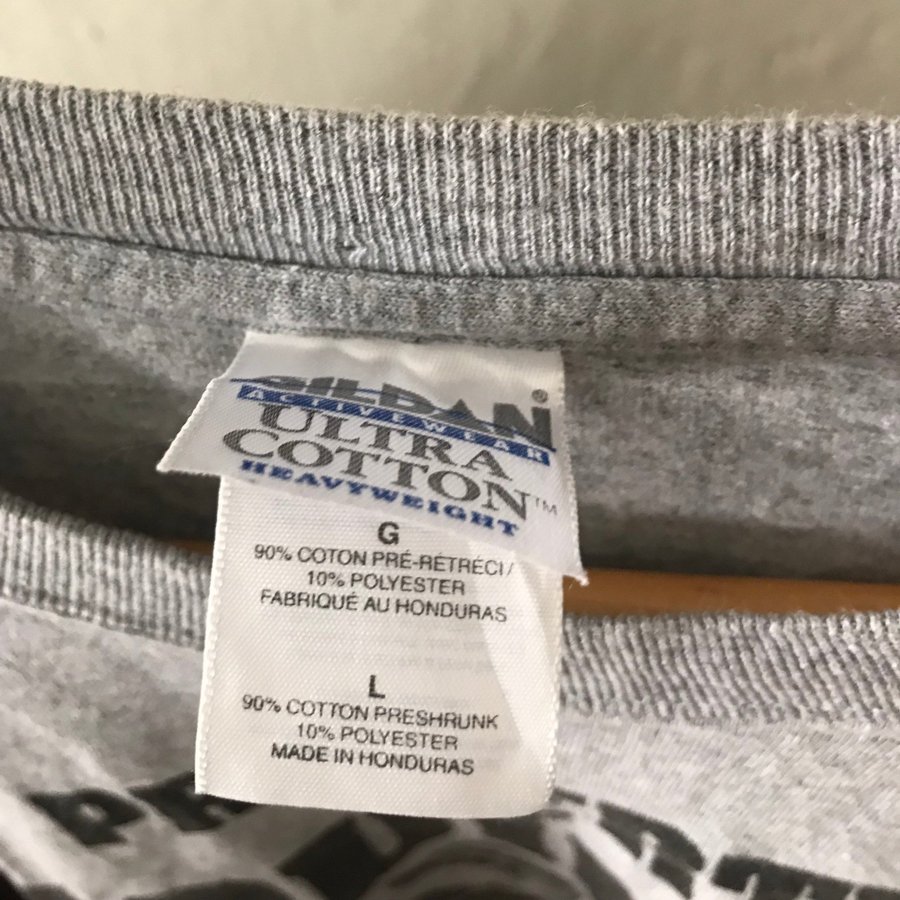 GILDAN®
ACTIVEWEAR
ULTRA
COTTON™
HEAVYWEIGHT
G
90% COTON PRÉ-RÉTRÉCI/
10% POLYESTER
FABRIQUÉ AU HONDURAS
L
90% COTTON PRESHRUNK
10% POLYESTER
MADE IN HONDURAS